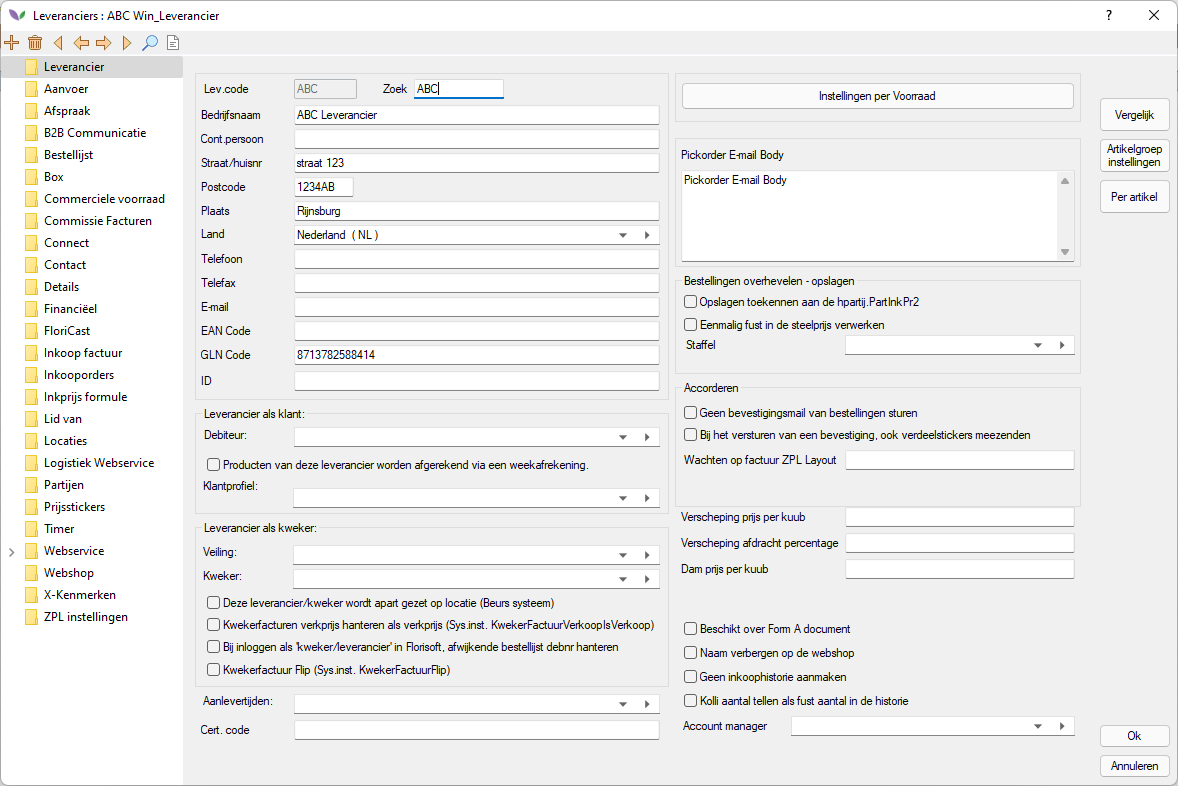 Leveranciers : ABC Win_Leverancier
?
Leverancier
Aanvoer
Afspraak
B2B Communicatie
Bestellijst
Box
Commerciele voorraad
Commissie Facturen
Connect
Contact
Details
Financiëel
FloriCast
Inkoop factuur
Inkooporders
Inkprijs formule
Lid van
Locaties
Logistiek Webservice
Partijen
Prijsstickers
Timer
Webservice
Webshop
X-Kenmerken
ZPL instellingen
Lev.code ABC Zoek ABC
Bedrijfsnaam ABC Leverancier
Cont.persoon
Straat/huisnr straat 123
Postcode 1234AB
Plaats Rijnsburg
Land Nederland ( NL )
Telefoon
Telefax
E-mail
EAN Code
GLN Code 8713782588414
ID
Leverancier als klant:
Debiteur:
Producten van deze leverancier worden afgerekend via een weekafrekening.
Klantprofiel:
Leverancier als kweker:
Veiling:
Kweker:
Deze leverancier/kweker wordt apart gezet op locatie (Beurs systeem)
Kwekerfacturen verkprijs hanteren als verkprijs (Sys.inst. KwekerFactuurVerkoopIsVerkoop)
Bij inloggen als 'kweker/leverancier' in Florisoft, afwijkende bestellijst debnr hanteren
Kwekerfactuur Flip (Sys.inst. KwekerFactuurFlip)
Aanlevertijden:
Cert. code
Instellingen per Voorraad
Pickorder E-mail Body
Pickorder E-mail Body
Bestellingen overhevelen - opslagen
Opslagen toekennen aan de hpartij.PartInkPr2
Eenmalig fust in de steelprijs verwerken
Staffel
Accorderen
Geen bevestigingsmail van bestellingen sturen
Bij het versturen van een bevestiging, ook verdeelstickers meezenden
Wachten op factuur ZPL Layout
Verscheping prijs per kuub
Verscheping afdracht percentage
Dam prijs per kuub
Beschikt over Form A document
Naam verbergen op de webshop
Geen inkoophistorie aanmaken
Kolli aantal tellen als fust aantal in de historie
Account manager
Vergelijk
Artikelgroep
instellingen
Per artikel
Ok
Annuleren